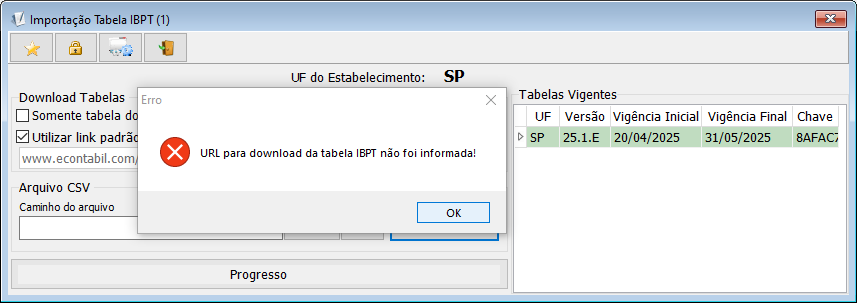 Importação Tabela IBPT (1)
UF do Estabelecimento: SP
Download Tabelas
Somente tabela do
Utilizar link padrão
www.econtabil.com/
Erro
URL para download da tabela IBPT não foi informada!
OK
Arquivo CSV
Caminho do arquivo
Progresso
Tabelas Vigentes
UF Versão Vigência Inicial Vigência Final Chave
SP 25.1.E 20/04/2025 31/05/2025 8AFAC7